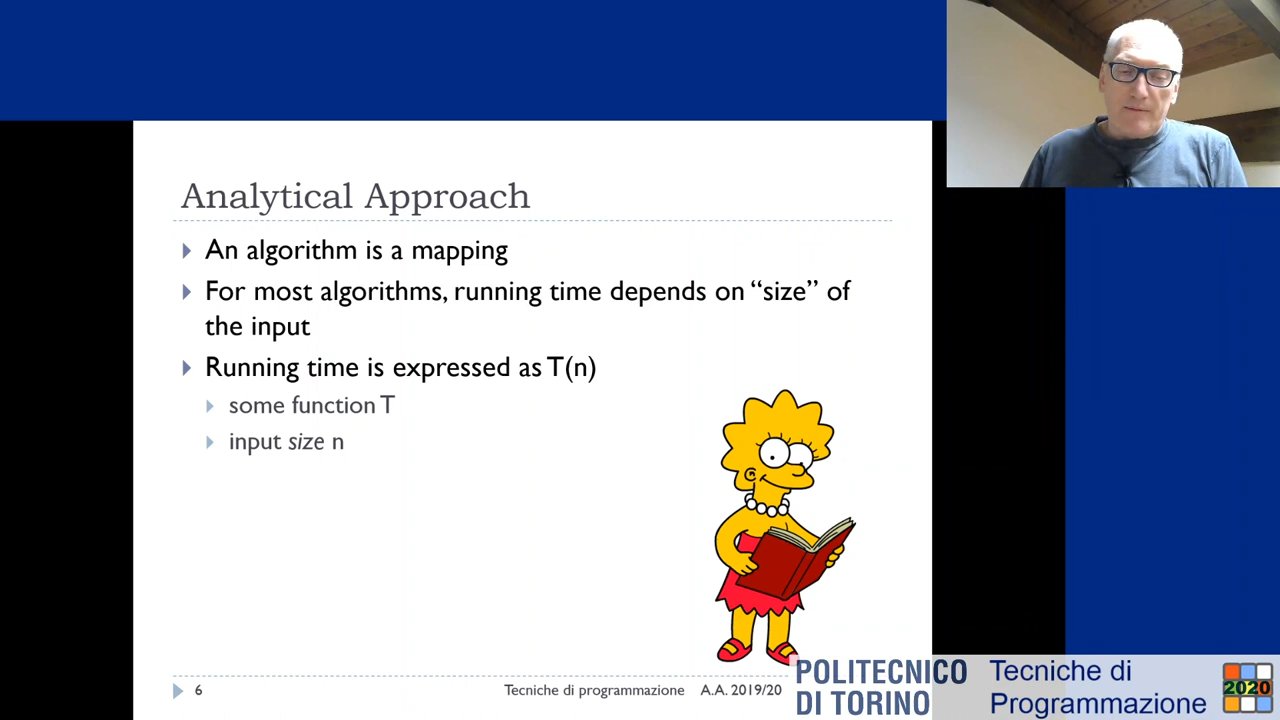 Analytical Approach
An algorithm is a mapping
For most algorithms, running time depends on “size” of
the input
Running time is expressed as T(n)
some function T
input size n
6
Tecniche di programmazione A.A. 2019/20
POLITECNICO
DI TORINO
Tecniche di
Programmazione
2020